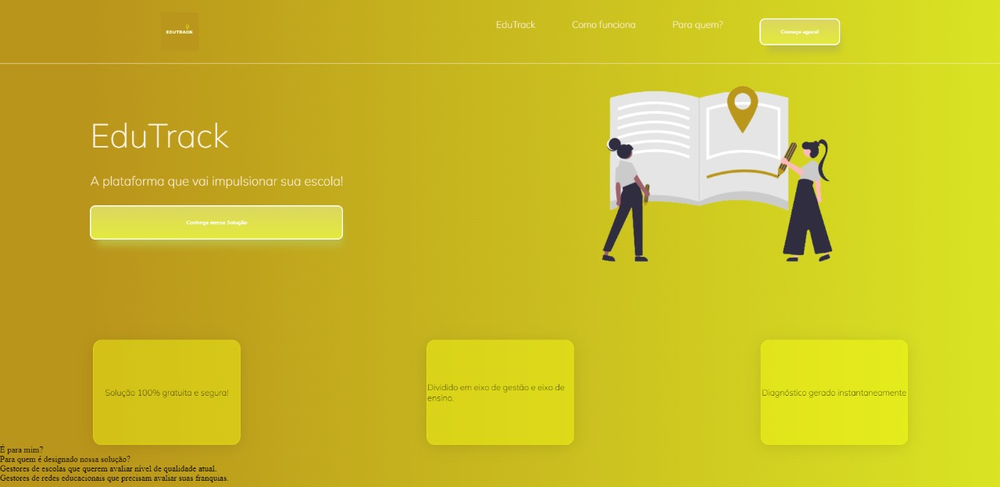 EDUTRACK
EduTrack
Como funciona
Para quem?
Começe agora!
EduTrack
A plataforma que vai impulsionar sua escola!
Conheça nossa Solução
Solução 100% gratuita e segura!
Dividido em eixo de gestão e eixo de
ensino.
Diagnóstico gerado instantaneamente
É para mim?
Para quem é designado nossa solução?
Gestores de escolas que querem avaliar nível de qualidade atual.
Gestores de redes educacionais que precisam avaliar suas franquias.